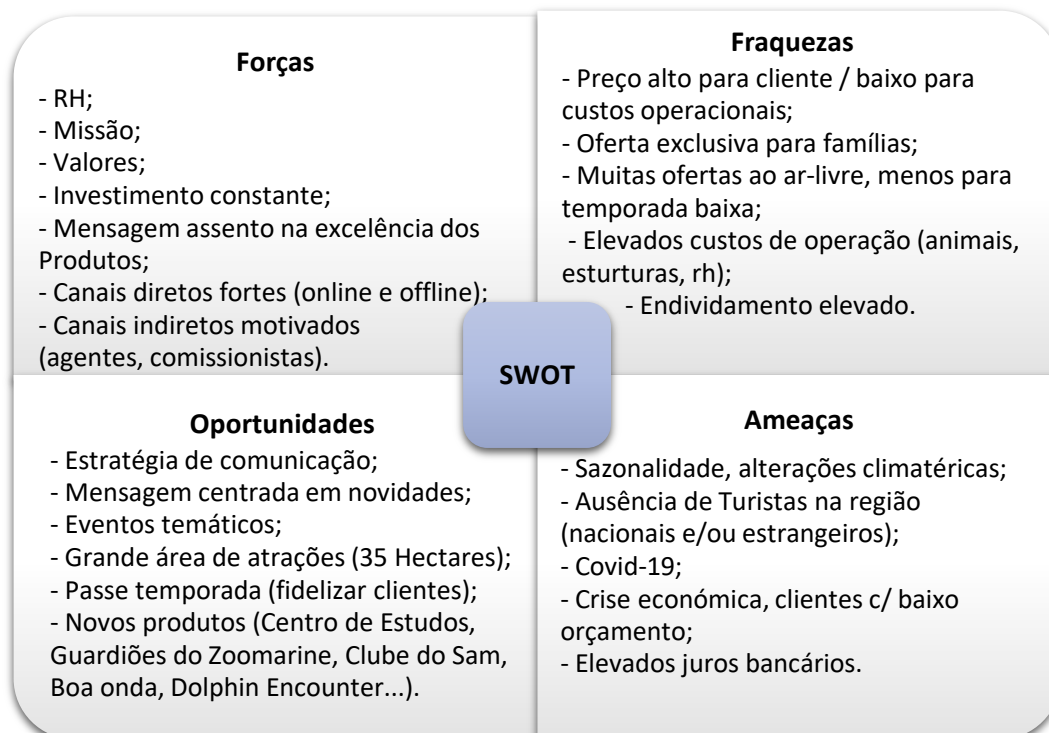 Forças
- RH;
- Missão;
- Valores;
- Investimento constante;
- Mensagem assento na excelência dos
Produtos;
- Canais diretos fortes (online e offline);
- Canais indiretos motivados
(agentes, comissionistas).
Fraquezas
- Preço alto para cliente / baixo para
custos operacionais;
- Oferta exclusiva para famílias;
- Muitas ofertas ao ar-livre, menos para
temporada baixa;
- Elevados custos de operação (animais,
esturturas, rh);
- Endividamento elevado.
SWOT
Oportunidades
- Estratégia de comunicação;
- Mensagem centrada em novidades;
- Eventos temáticos;
- Grande área de atrações (35 Hectares);
- Passe temporada (fidelizar clientes);
- Novos produtos (Centro de Estudos,
Guardiões do Zoomarine, Clube do Sam,
Boa onda, Dolphin Encounter...).
Ameaças
- Sazonalidade, alterações climatéricas;
- Ausência de Turistas na região
(nacionais e/ou estrangeiros);
- Covid-19;
- Crise económica, clientes c/ baixo
orçamento;
- Elevados juros bancários.